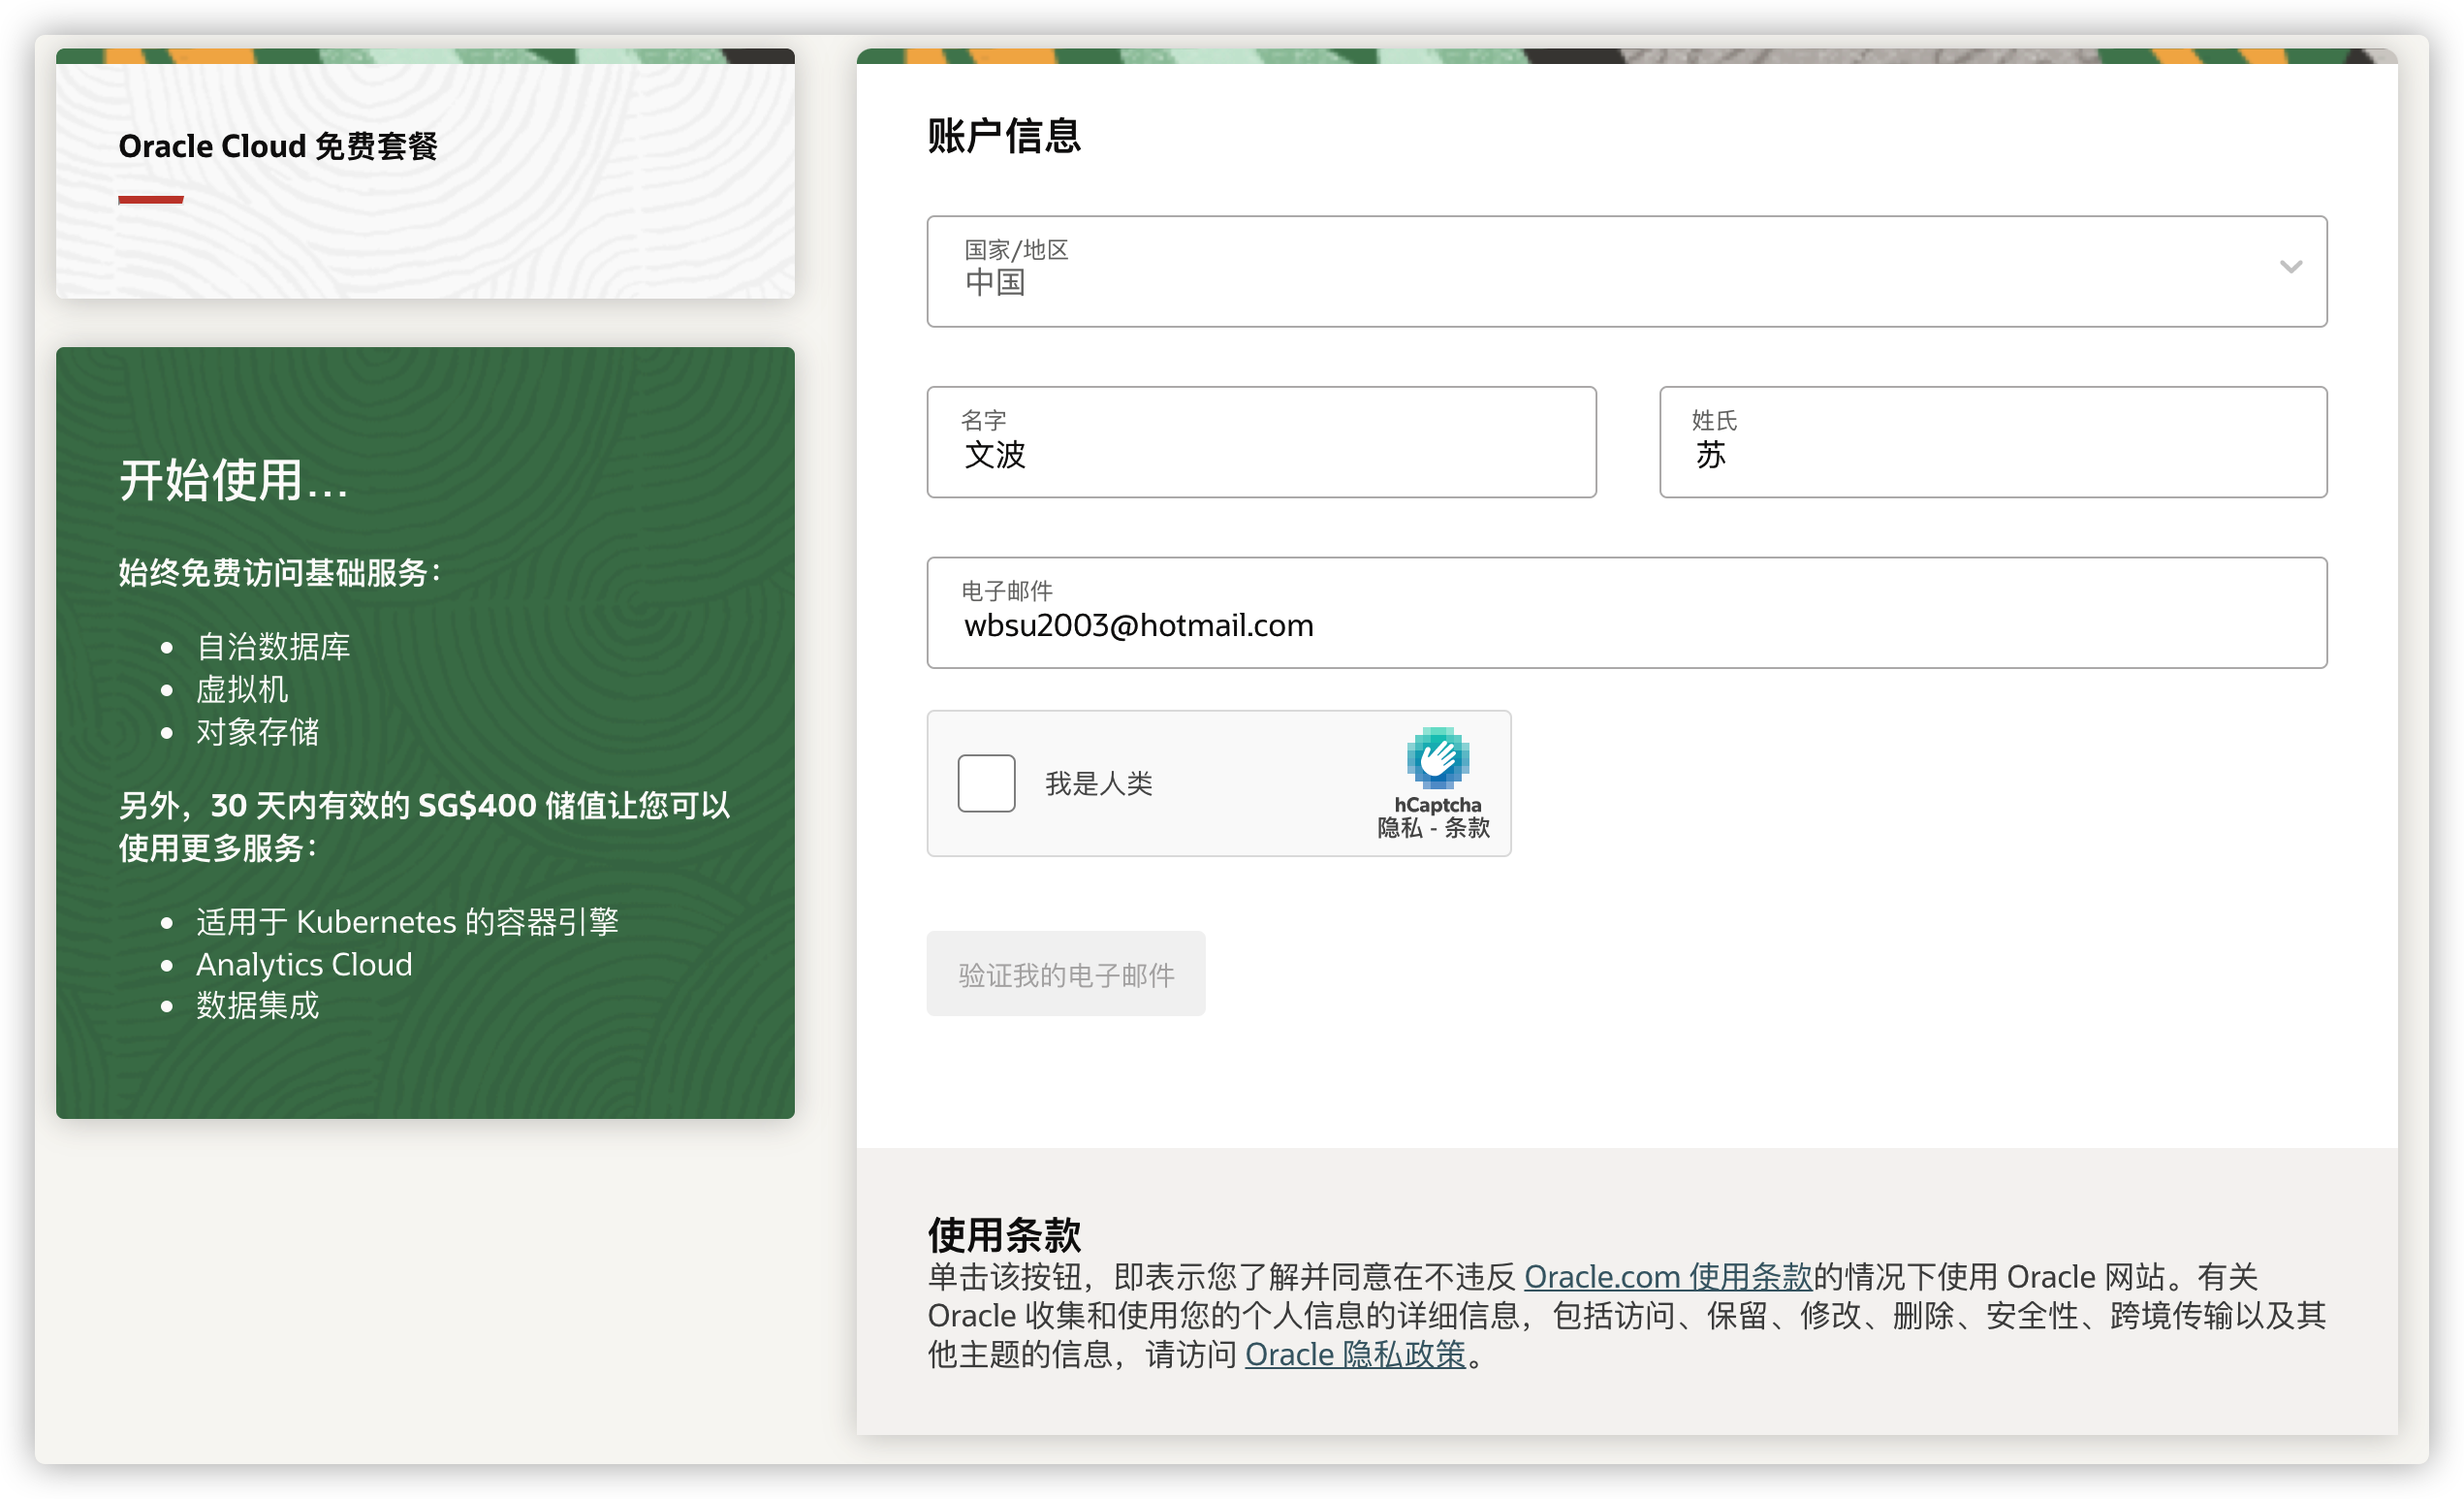 Oracle Cloud 免费套餐
开始使用...
始终免费访问基础服务：
自治数据库
虚拟机
对象存储
另外，30 天内有效的 SG$400 储值让您可以
使用更多服务：
适用于 Kubernetes 的容器引擎
Analytics Cloud
数据集成
账户信息
国家/地区
中国
名字
文波
姓氏
苏
电子邮件
wbsu2003@hotmail.com
我是人类
hCaptcha
隐私 - 条款
验证我的电子邮件
使用条款
单击该按钮，即表示您了解并同意在不违反 Oracle.com 使用条款的情况下使用 Oracle 网站。有关
Oracle 收集和使用您的个人信息的详细信息，包括访问、保留、修改、删除、安全性、跨境传输以及其
他主题的信息，请访问 Oracle 隐私政策。